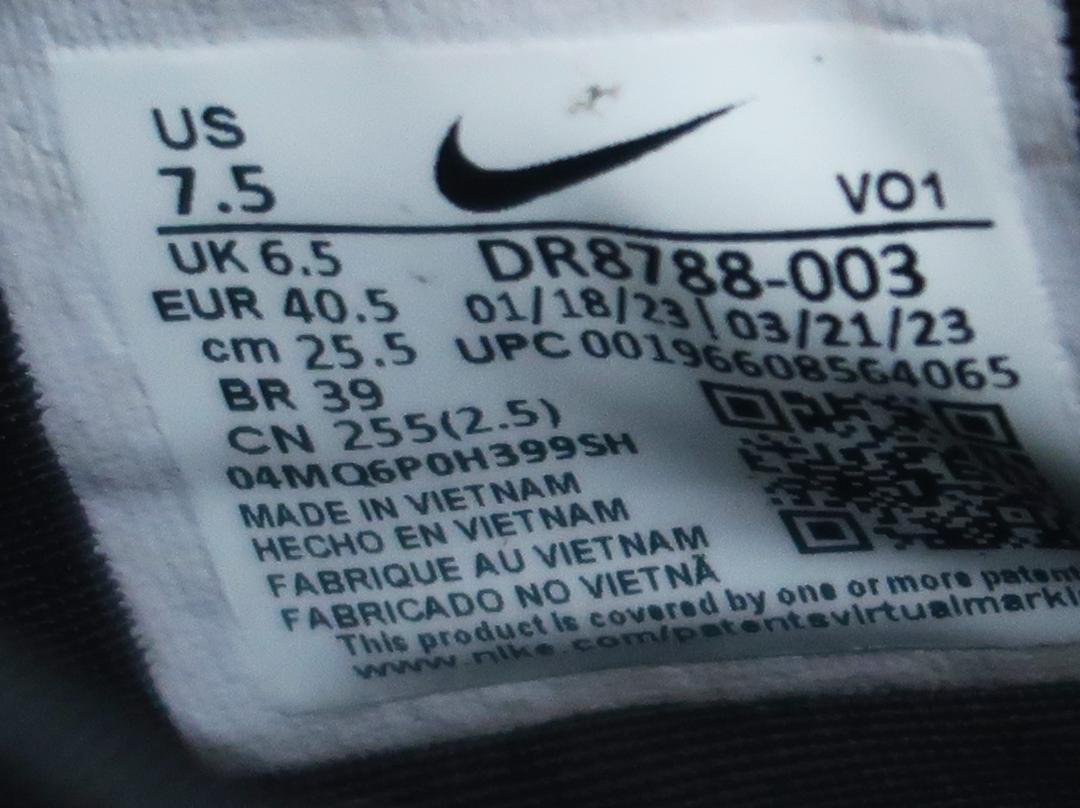 US
7.5
VO1
UK 6.5
DR8788-003
EUR 40.5
01/18/23 | 03/21/23
cm 25.5
UPC 00196608564065
BR 39
CN 255(2.5)
04MQ6P0H399SH
MADE IN VIETNAM
HECHO EN VIETNAM
FABRIQUE AU VIETNAM
FABRICADO NO VIETNÃ
This product is covered by one or more patent
www.nike.com/patentsvirtualmarki